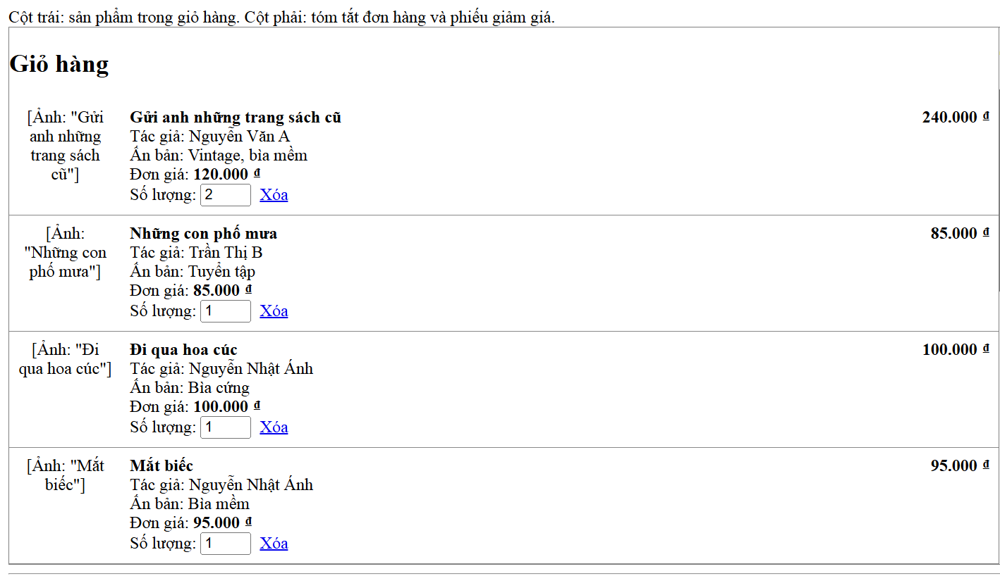 Cột trái: sản phẩm trong giỏ hàng. Cột phải: tóm tắt đơn hàng và phiếu giảm giá.
Giỏ hàng
[Ảnh: "Gửi
anh những
trang sách
cũ"]
Gửi anh những trang sách cũ
Tác giả: Nguyễn Văn A
Ấn bản: Vintage, bìa mềm
Đơn giá: 120.000 ₫
Số lượng: 2 Xóa
240.000 ₫
[Ảnh:
"Những con
phố mưa"]
Những con phố mưa
Tác giả: Trần Thị B
Ấn bản: Tuyển tập
Đơn giá: 85.000 ₫
Số lượng: 1 Xóa
85.000 ₫
[Ảnh: "Đi
qua hoa cúc"]
Đi qua hoa cúc
Tác giả: Nguyễn Nhật Ánh
Ấn bản: Bìa cứng
Đơn giá: 100.000 ₫
Số lượng: 1 Xóa
100.000 ₫
[Ảnh: "Mắt
biếc"]
Mắt biếc
Tác giả: Nguyễn Nhật Ánh
Ấn bản: Bìa mềm
Đơn giá: 95.000 ₫
Số lượng: 1 Xóa
95.000 ₫